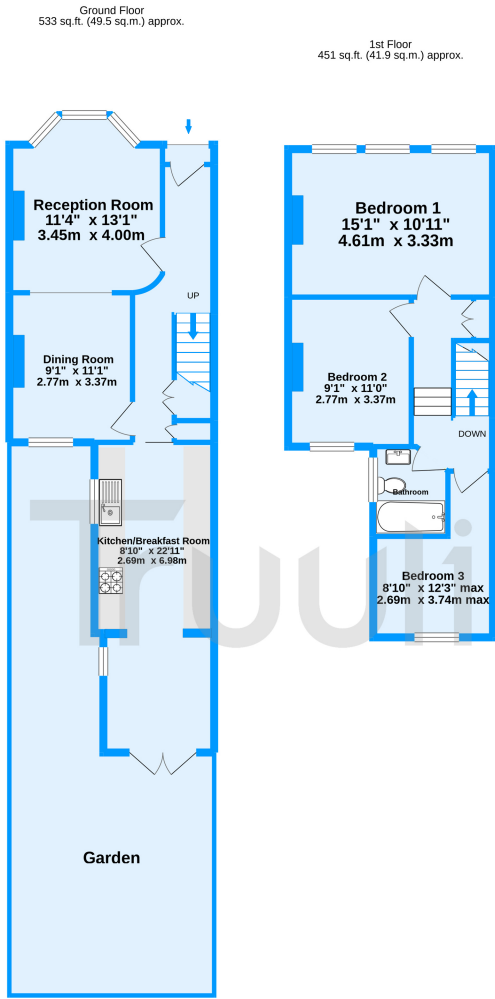 Ground Floor
533 sq.ft. (49.5 sq.m.) approx.
1st Floor
451 sq.ft. (41.9 sq.m.) approx.
Reception Room
11'4" x 13'1"
3.45m x 4.00m
UP
Dining Room
9'1" x 11'1"
2.77m x 3.37m
Kitchen/Breakfast Room
8'10" x 22'11"
2.69m x 6.98m
Garden
Bedroom 1
15'1" x 10'11"
4.61m x 3.33m
Bedroom 2
9'1" x 11'0"
2.77m x 3.37m
DOWN
Bathroom
Bedroom 3
8'10" x 12'3" max
2.69m x 3.74m max
Truuli